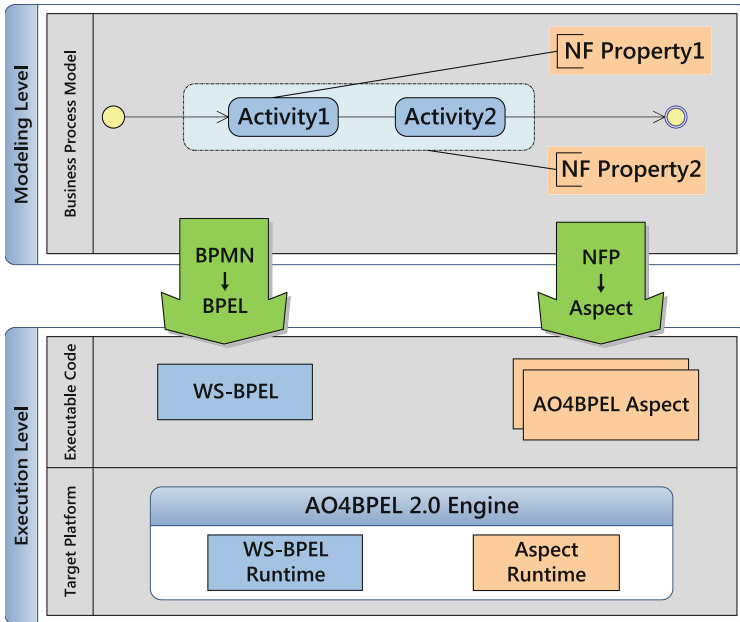 Modeling Level
Business Process Model
NF Property1
Activity1
Activity2
NF Property2
BPMN
BPEL
NFP
Aspect
Execution Level
Executable Code
WS-BPEL
AO4BPEL Aspect
Target Platform
AO4BPEL 2.0 Engine
WS-BPEL
Runtime
Aspect
Runtime